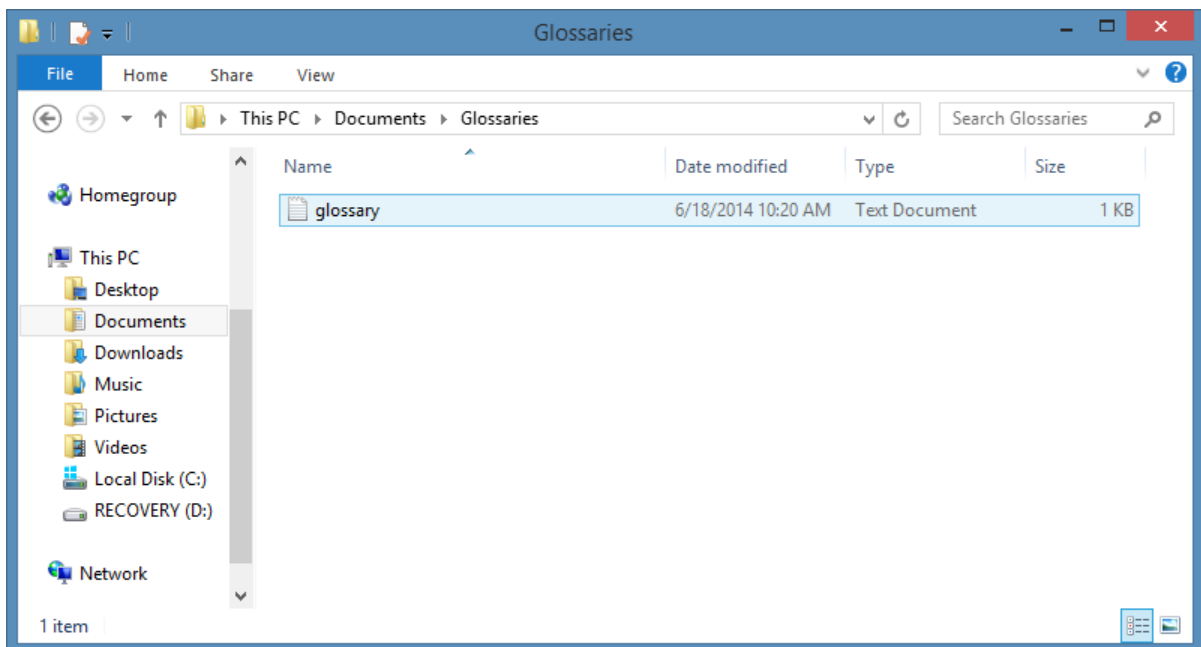 Glossaries
File Home Share View
This PC Documents Glossaries Search Glossaries
Name Date modified Type Size
glossary 6/18/2014 10:20 AM Text Document 1 KB
Homegroup
This PC
Desktop
Documents
Downloads
Music
Pictures
Videos
Local Disk (C:)
RECOVERY (D:)
Network
1 item